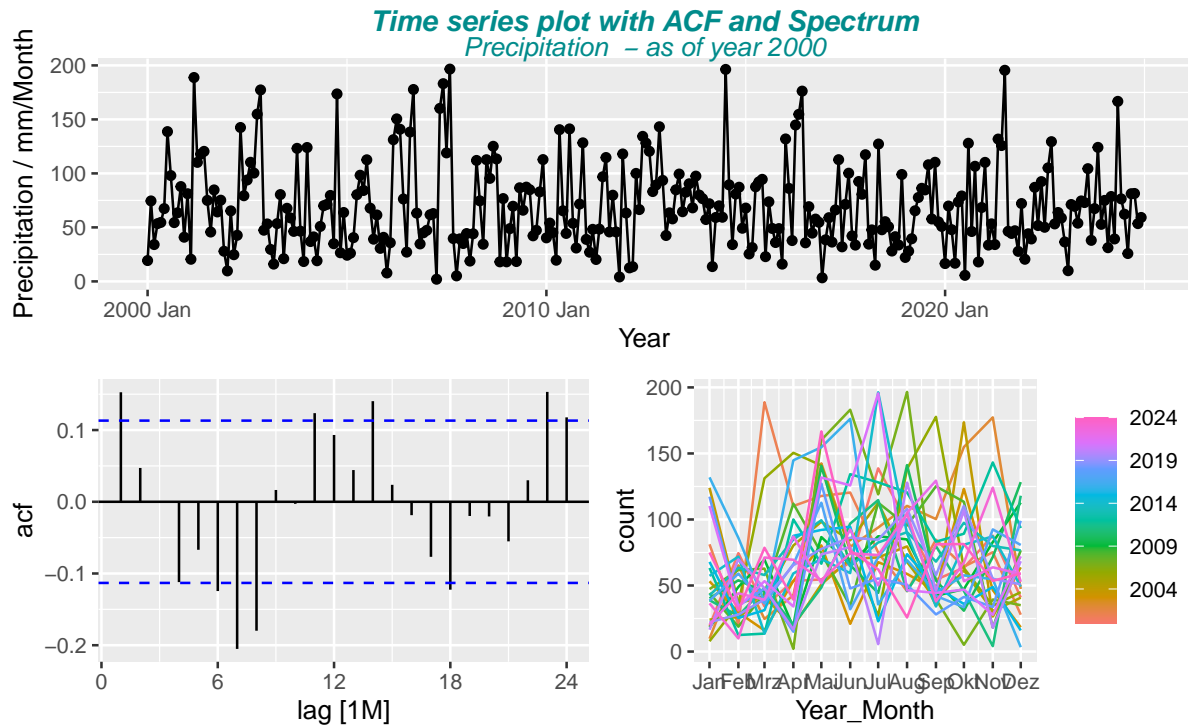 Time series plot with ACF and Spectrum
Precipitation – as of year 2000
Precipitation / mm/Month
200
150
100
50
0
2000 Jan 2010 Jan 2020 Jan
Year
acf
0.1
0.0
−0.1
−0.2
0 6 12 18 24
lag [1M]
count
200
150
100
50
0
Jan Feb Mrz Apr Mai Jun Jul Aug Sep Okt Nov Dez
Year_Month
2024
2019
2014
2009
2004